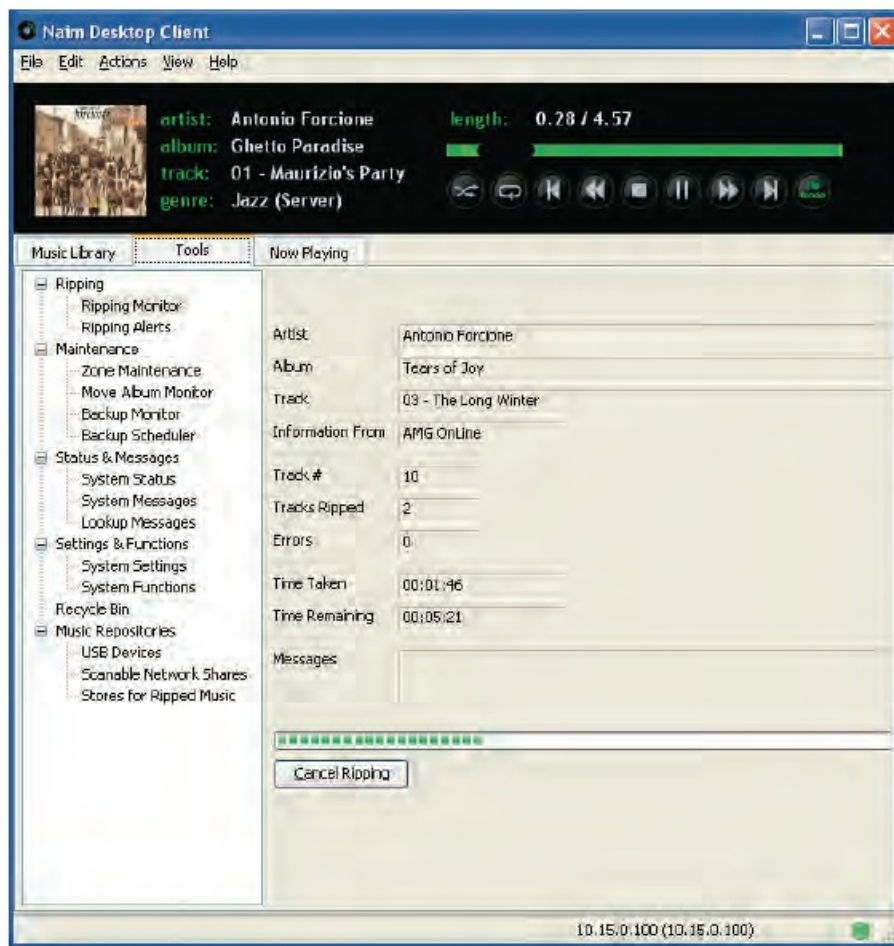 Naim Desktop Client
File Edit Actions View Help
artist: Antonio Forcione
album: Ghetto Paradise
track: 01 - Maurizio's Party
genre: Jazz (Server)
length: 0.28 / 4.57
Music Library Tools Now Playing
Ripping
Ripping Monitor
Ripping Alerts
Maintenance
Zone Maintenance
Move Album Monitor
Backup Monitor
Backup Scheduler
Status & Messages
System Status
System Messages
Lookup Messages
Settings & Functions
System Settings
System Functions
Recycle Bin
Music Repositories
USB Devices
Scanable Network Shares
Stores for Ripped Music
Artist Antonio Forcione
Album Tears of Joy
Track 03 - The Long Winter
Information From AMG OnLine
Track # 10
Tracks Ripped 2
Errors 0
Time Taken 00:01:46
Time Remaining 00:05:21
Messages
Cancel Ripping
10.15.0.100 (10.15.0.100)